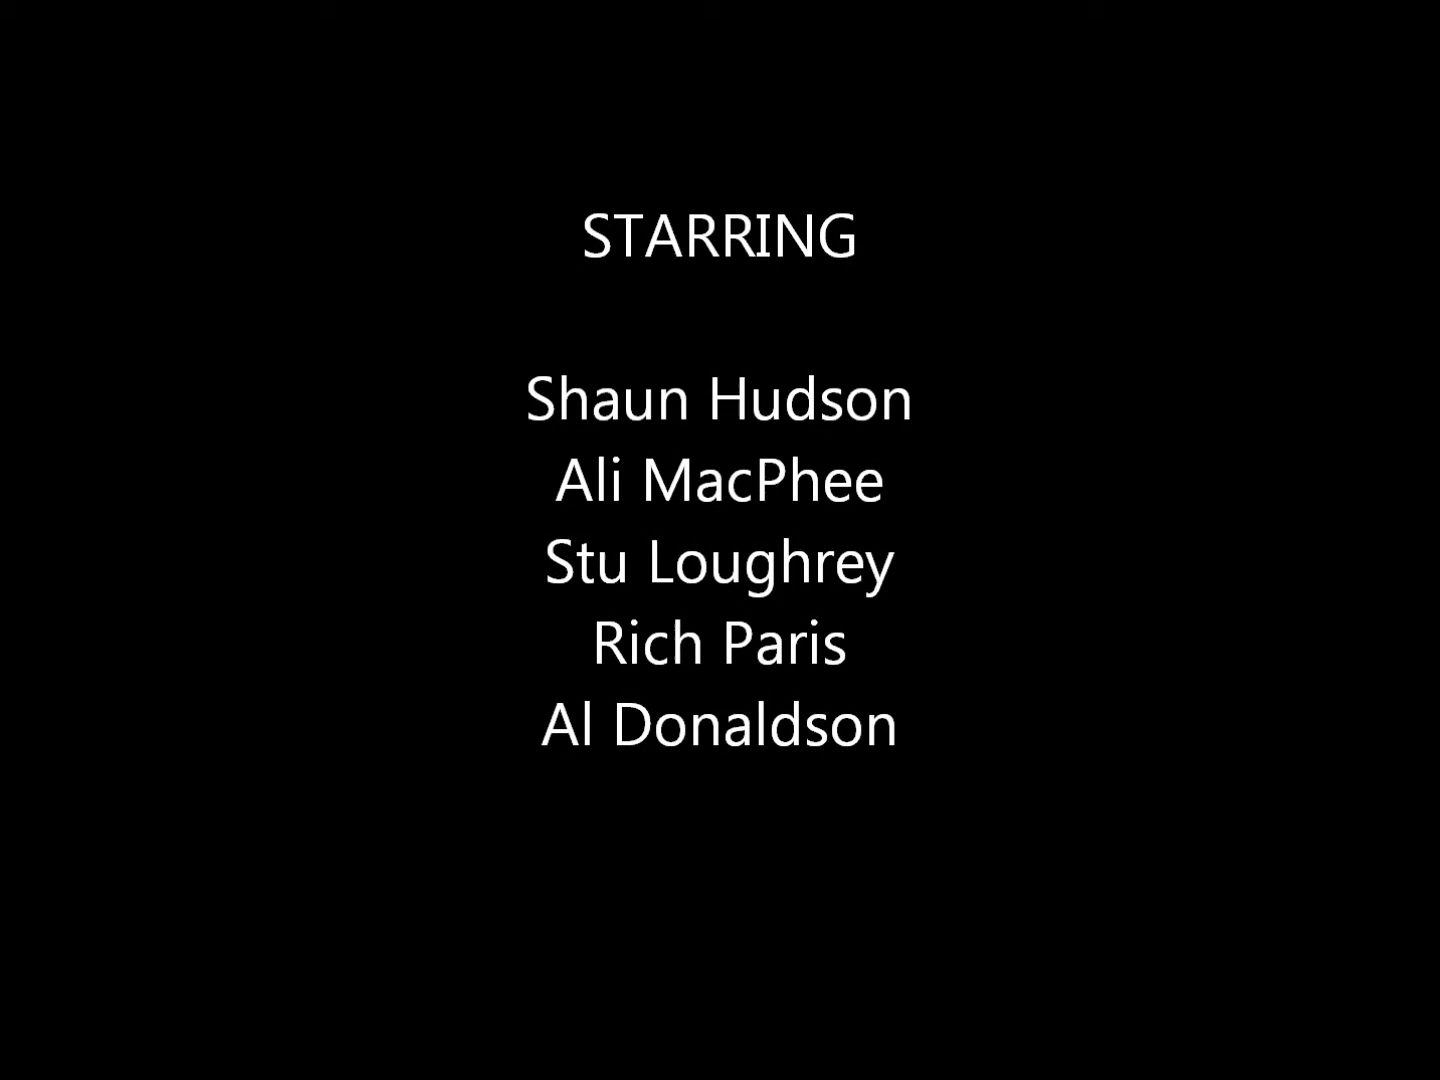 STARRING
Shaun Hudson
Ali MacPhee
Stu Loughrey
Rich Paris
Al Donaldson